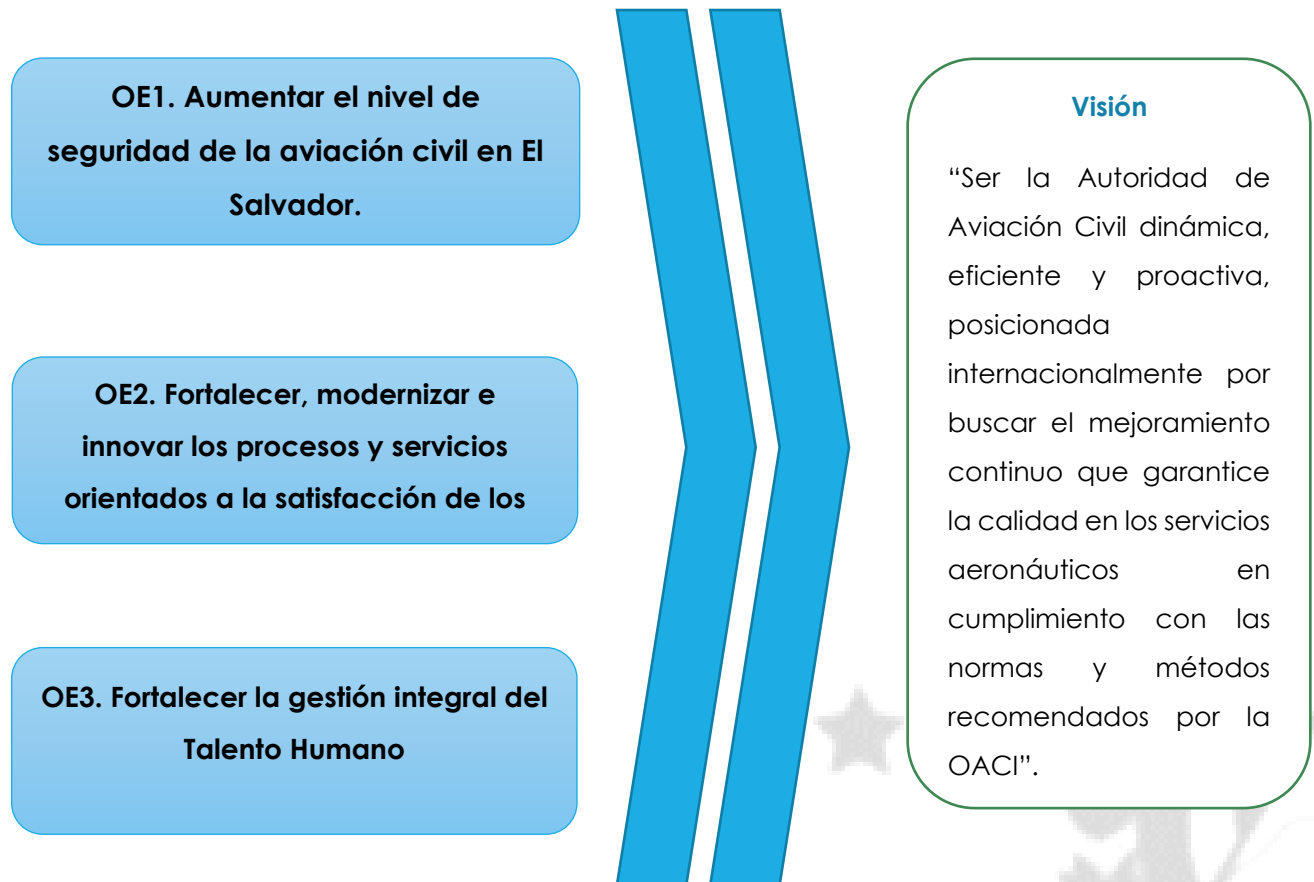 OE1. Aumentar el nivel de
seguridad de la aviación civil en El
Salvador.
OE2. Fortalecer, modernizar e
innovar los procesos y servicios
orientados a la satisfacción de los
OE3. Fortalecer la gestión integral del
Talento Humano
Visión
“Ser la Autoridad de
Aviación Civil dinámica,
eficiente y proactiva,
posicionada
internacionalmente por
buscar el mejoramiento
continuo que garantice
la calidad en los servicios
aeronáuticos en
cumplimiento con las
normas y métodos
recomendados por la
OACI”.